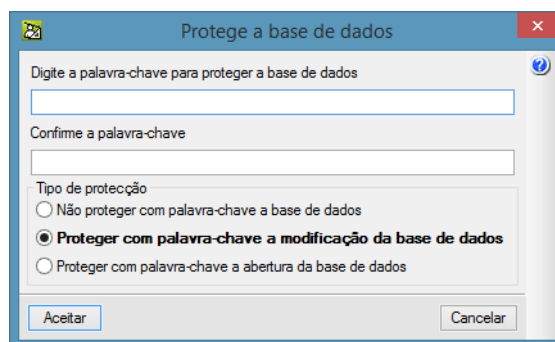 Protege a base de dados
Digite a palavra-chave para proteger a base de dados
Confirme a palavra-chave
Tipo de protecção
Não proteger com palavra-chave a base de dados
Proteger com palavra-chave a modificação da base de dados
Proteger com palavra-chave a abertura da base de dados
Aceitar
Cancelar